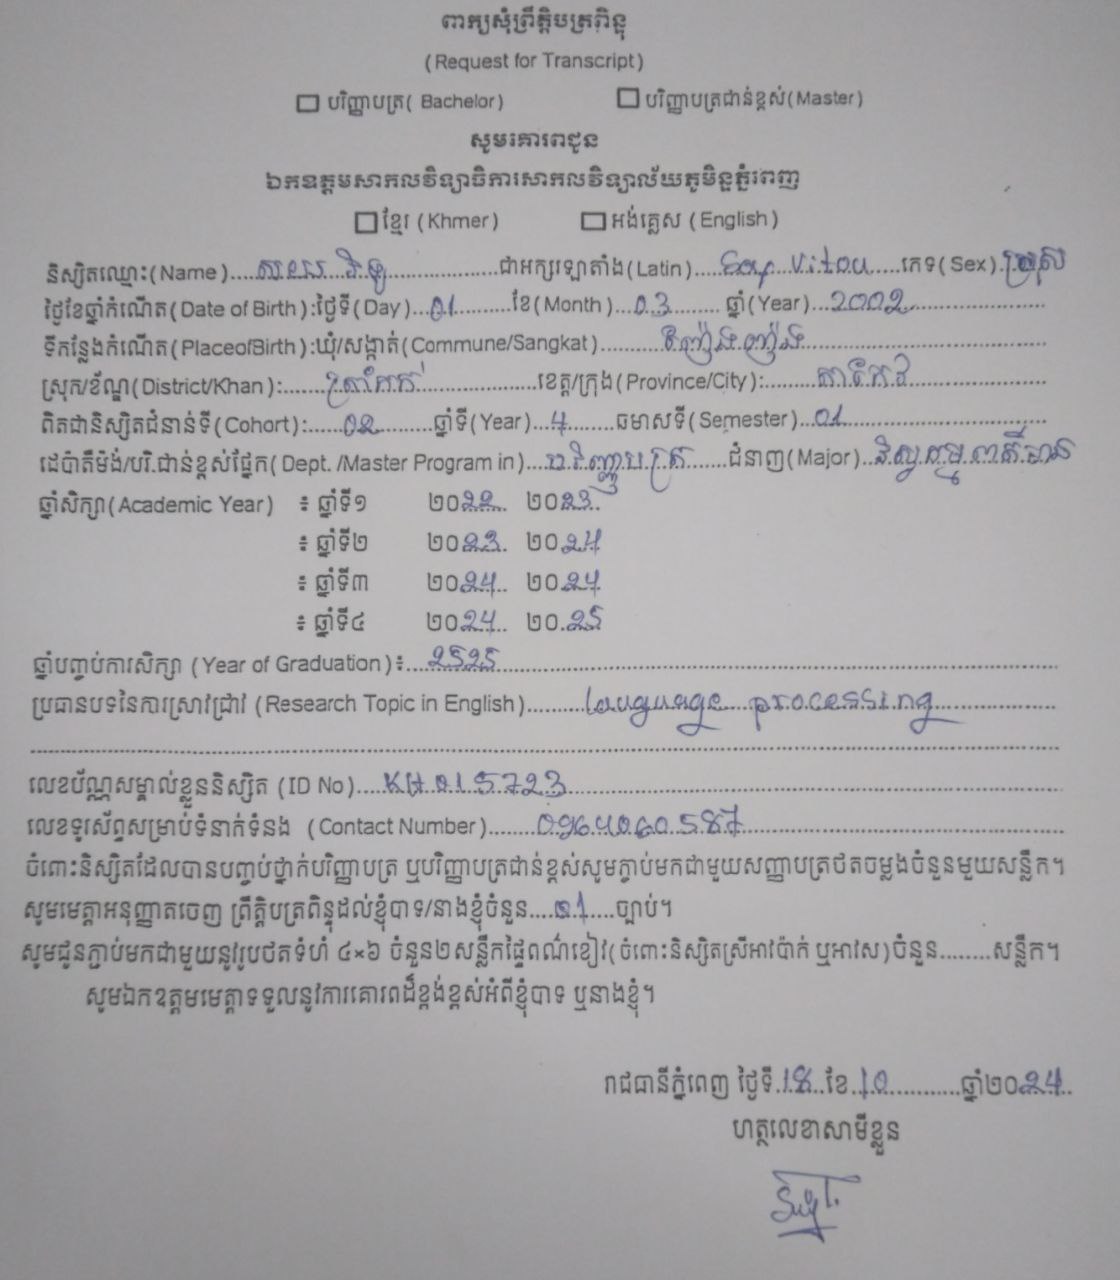 ពាក្យសុំព្រឹត្តិបត្រពិន្ទុ
(Request for Transcript)
បរិញ្ញាបត្រ( Bachelor) បរិញ្ញាបត្រជាន់ខ្ពស់(Master)
សូមគោរពជូន
ឯកឧត្តមសាកលវិទ្យាធិការសាកលវិទ្យាល័យភូមិន្ទភ្នំពេញ
ខ្មែរ (Khmer) អង់គ្លេស (English)
និស្សិតឈ្មោះ(Name).... វិទូ ....ជាអក្សរឡាតាំង(Latin)....Sop Vitou....ភេទ(Sex).ប្រុស
ថ្ងៃខែឆ្នាំកំណើត(Date of Birth):ថ្ងៃទី(Day)...01....ខែ(Month)...03....ឆ្នាំ(Year)...2002....
ទីកន្លែងកំណើត(PlaceofBirth):ឃុំ/សង្កាត់(Commune/Sangkat)....ញ៉ែងញ៉ង
ស្រុក/ខ័ណ្ឌ(District/Khan):....ត្រាំកក់....ខេត្ត/ក្រុង(Province/City):....តាកែវ....
ពិតជានិស្សិតជំនាន់ទី(Cohort):....02....ឆ្នាំទី(Year)...4....ឆមាសទី(Semester)....01....
ដេប៉ាតឺម៉ង់/បរិ.ជាន់ខ្ពស់ផ្នែក(Dept. /Master Program in)....បរិញ្ញាបត្រ....ជំនាញ(Major)..វិស្វកម្មព័ត៌មាន
ឆ្នាំសិក្សា(Academic Year) ៖ ឆ្នាំទី១ ២០22 ២០23
៖ ឆ្នាំទី២ ២០23 ២០24
៖ ឆ្នាំទី៣ ២០24 ២០24
៖ ឆ្នាំទី៤ ២០24 ២០25
ឆ្នាំបញ្ចប់ការសិក្សា (Year of Graduation)៖....2525....
ប្រធានបទនៃការស្រាវជ្រាវ (Research Topic in English)....language processing....
លេខប័ណ្ណសម្គាល់ខ្លួននិស្សិត (ID No)....KH015723....
លេខទូរស័ព្ទសម្រាប់ទំនាក់ទំនង (Contact Number)....0964060587....
ចំពោះនិស្សិតដែលបានបញ្ចប់ថ្នាក់បរិញ្ញាបត្រ ឬបរិញ្ញាបត្រជាន់ខ្ពស់សូមភ្ជាប់មកជាមួយសញ្ញាបត្រថតចម្លងចំនួនមួយសន្លឹក។
សូមមេត្តាអនុញ្ញាតចេញ ព្រឹត្តិបត្រពិន្ទុដល់ខ្ញុំបាទ/នាងខ្ញុំចំនួន....01....ច្បាប់។
សូមជូនភ្ជាប់មកជាមួយនូវរូបថតទំហំ ៤×៦ ចំនួន២សន្លឹកផ្ទៃពណ៌ខៀវ(ចំពោះនិស្សិតស្រីអាវប៉ាក់ ឬអាវស)ចំនួន........សន្លឹក។
សូមឯកឧត្តមមេត្តាទទួលនូវការគោរពដ៏ខ្ពង់ខ្ពស់អំពីខ្ញុំបាទ ឬនាងខ្ញុំ។
រាជធានីភ្នំពេញ ថ្ងៃទី.18..ខែ.10............ឆ្នាំ២០24..
ហត្ថលេខាសាមីខ្លួន